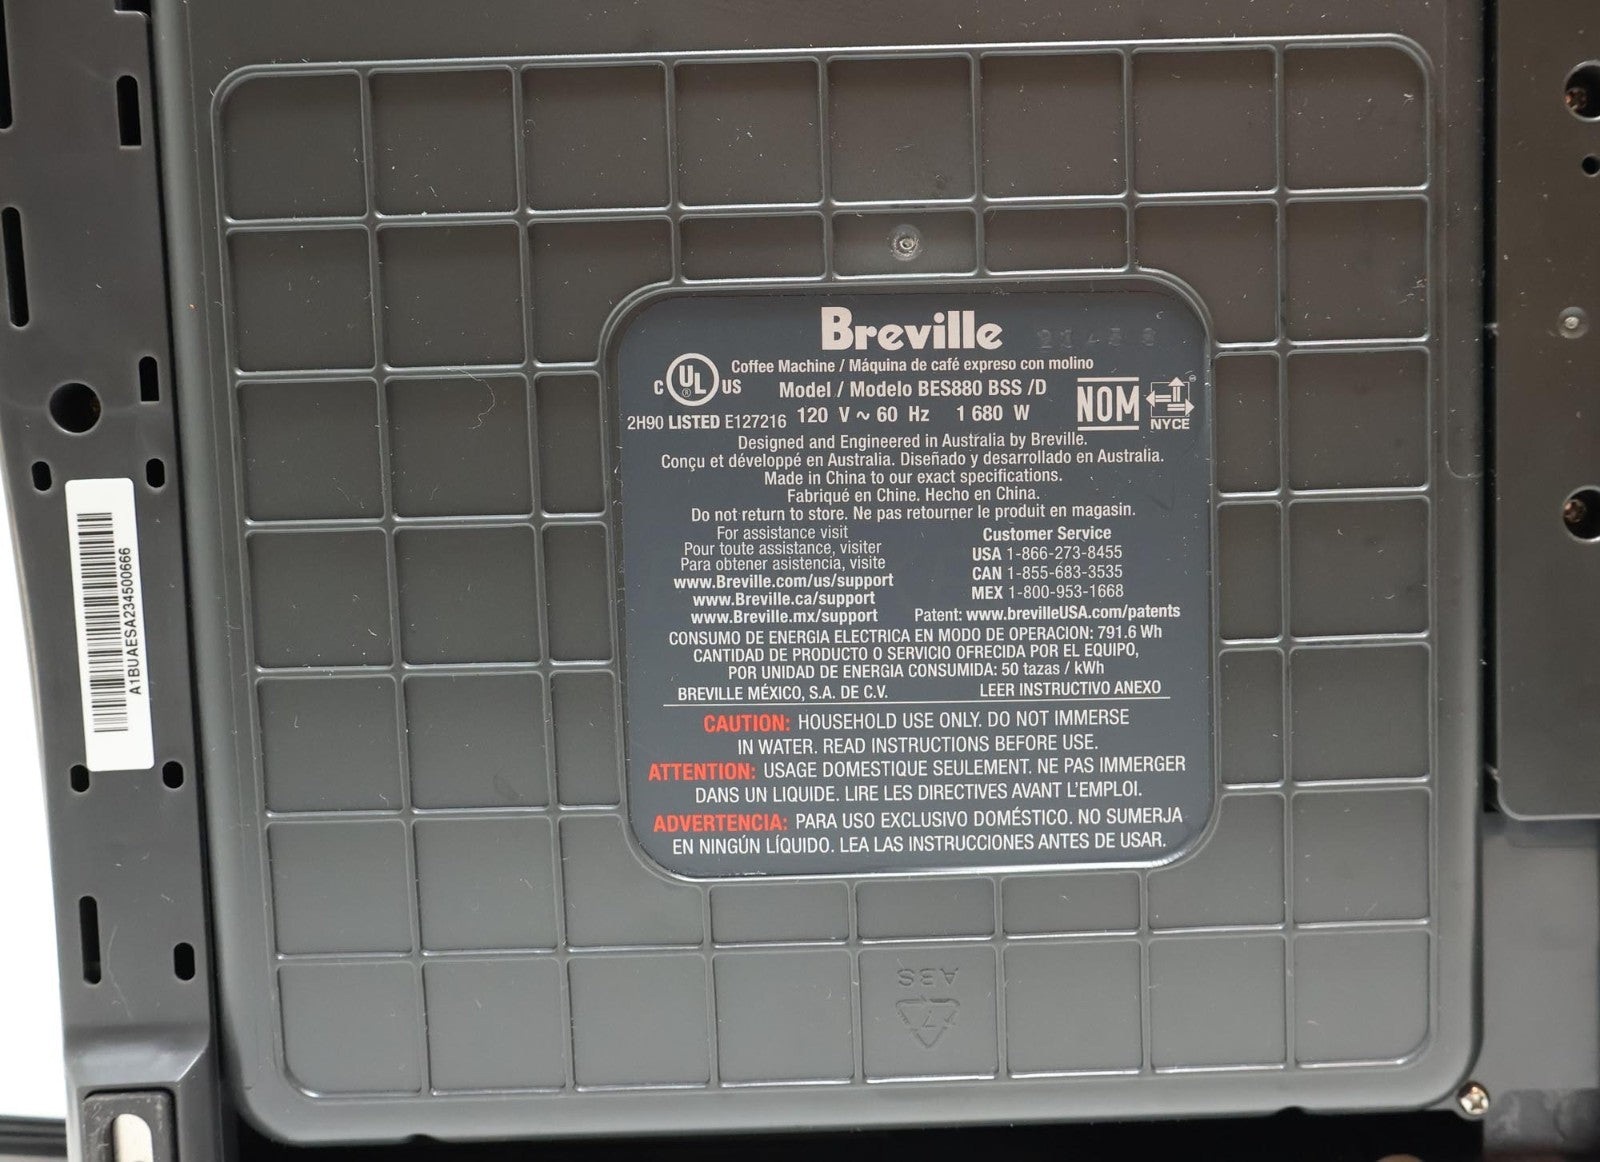 Breville
Coffee Machine / Máquina de café expreso con molino
C UL ® US
Model / Modelo BES880 BSS /D
NOM
NYCE
2H90 LISTED E127216 120 V ~ 60 Hz 1 680 W
Designed and Engineered in Australia by Breville.
Conçu et développé en Australia. Diseñado y desarrollado en Australia.
Made in China to our exact specifications.
Fabriqué en Chine. Hecho en China.
Do not return to store. Ne pas retourner le produit en magasin.
For assistance visit
Pour toute assistance, visiter
Para obtener asistencia, visite
www.Breville.com/us/support
www.Breville.ca/support
www.Breville.mx/support
Customer Service
USA 1-866-273-8455
CAN 1-855-683-3535
MEX 1-800-953-1668
Patent: www.brevilleUSA.com/patents
CONSUMO DE ENERGIA ELECTRICA EN MODO DE OPERACION: 791.6 Wh
CANTIDAD DE PRODUCTO O SERVICIO OFRECIDA POR EL EQUIPO,
POR UNIDAD DE ENERGIA CONSUMIDA: 50 tazas / kWh
BREVILLE MÉXICO, S.A. DE C.V. LEER INSTRUCTIVO ANEXO
CAUTION: HOUSEHOLD USE ONLY. DO NOT IMMERSE
IN WATER. READ INSTRUCTIONS BEFORE USE.
ATTENTION: USAGE DOMESTIQUE SEULEMENT. NE PAS IMMERGER
DANS UN LIQUIDE. LIRE LES DIRECTIVES AVANT L'EMPLOI.
ADVERTENCIA: PARA USO EXCLUSIVO DOMÉSTICO. NO SUMERJA
EN NINGÚN LÍQUIDO. LEA LAS INSTRUCCIONES ANTES DE USAR.
A1BUAESA234500666
ABS
7